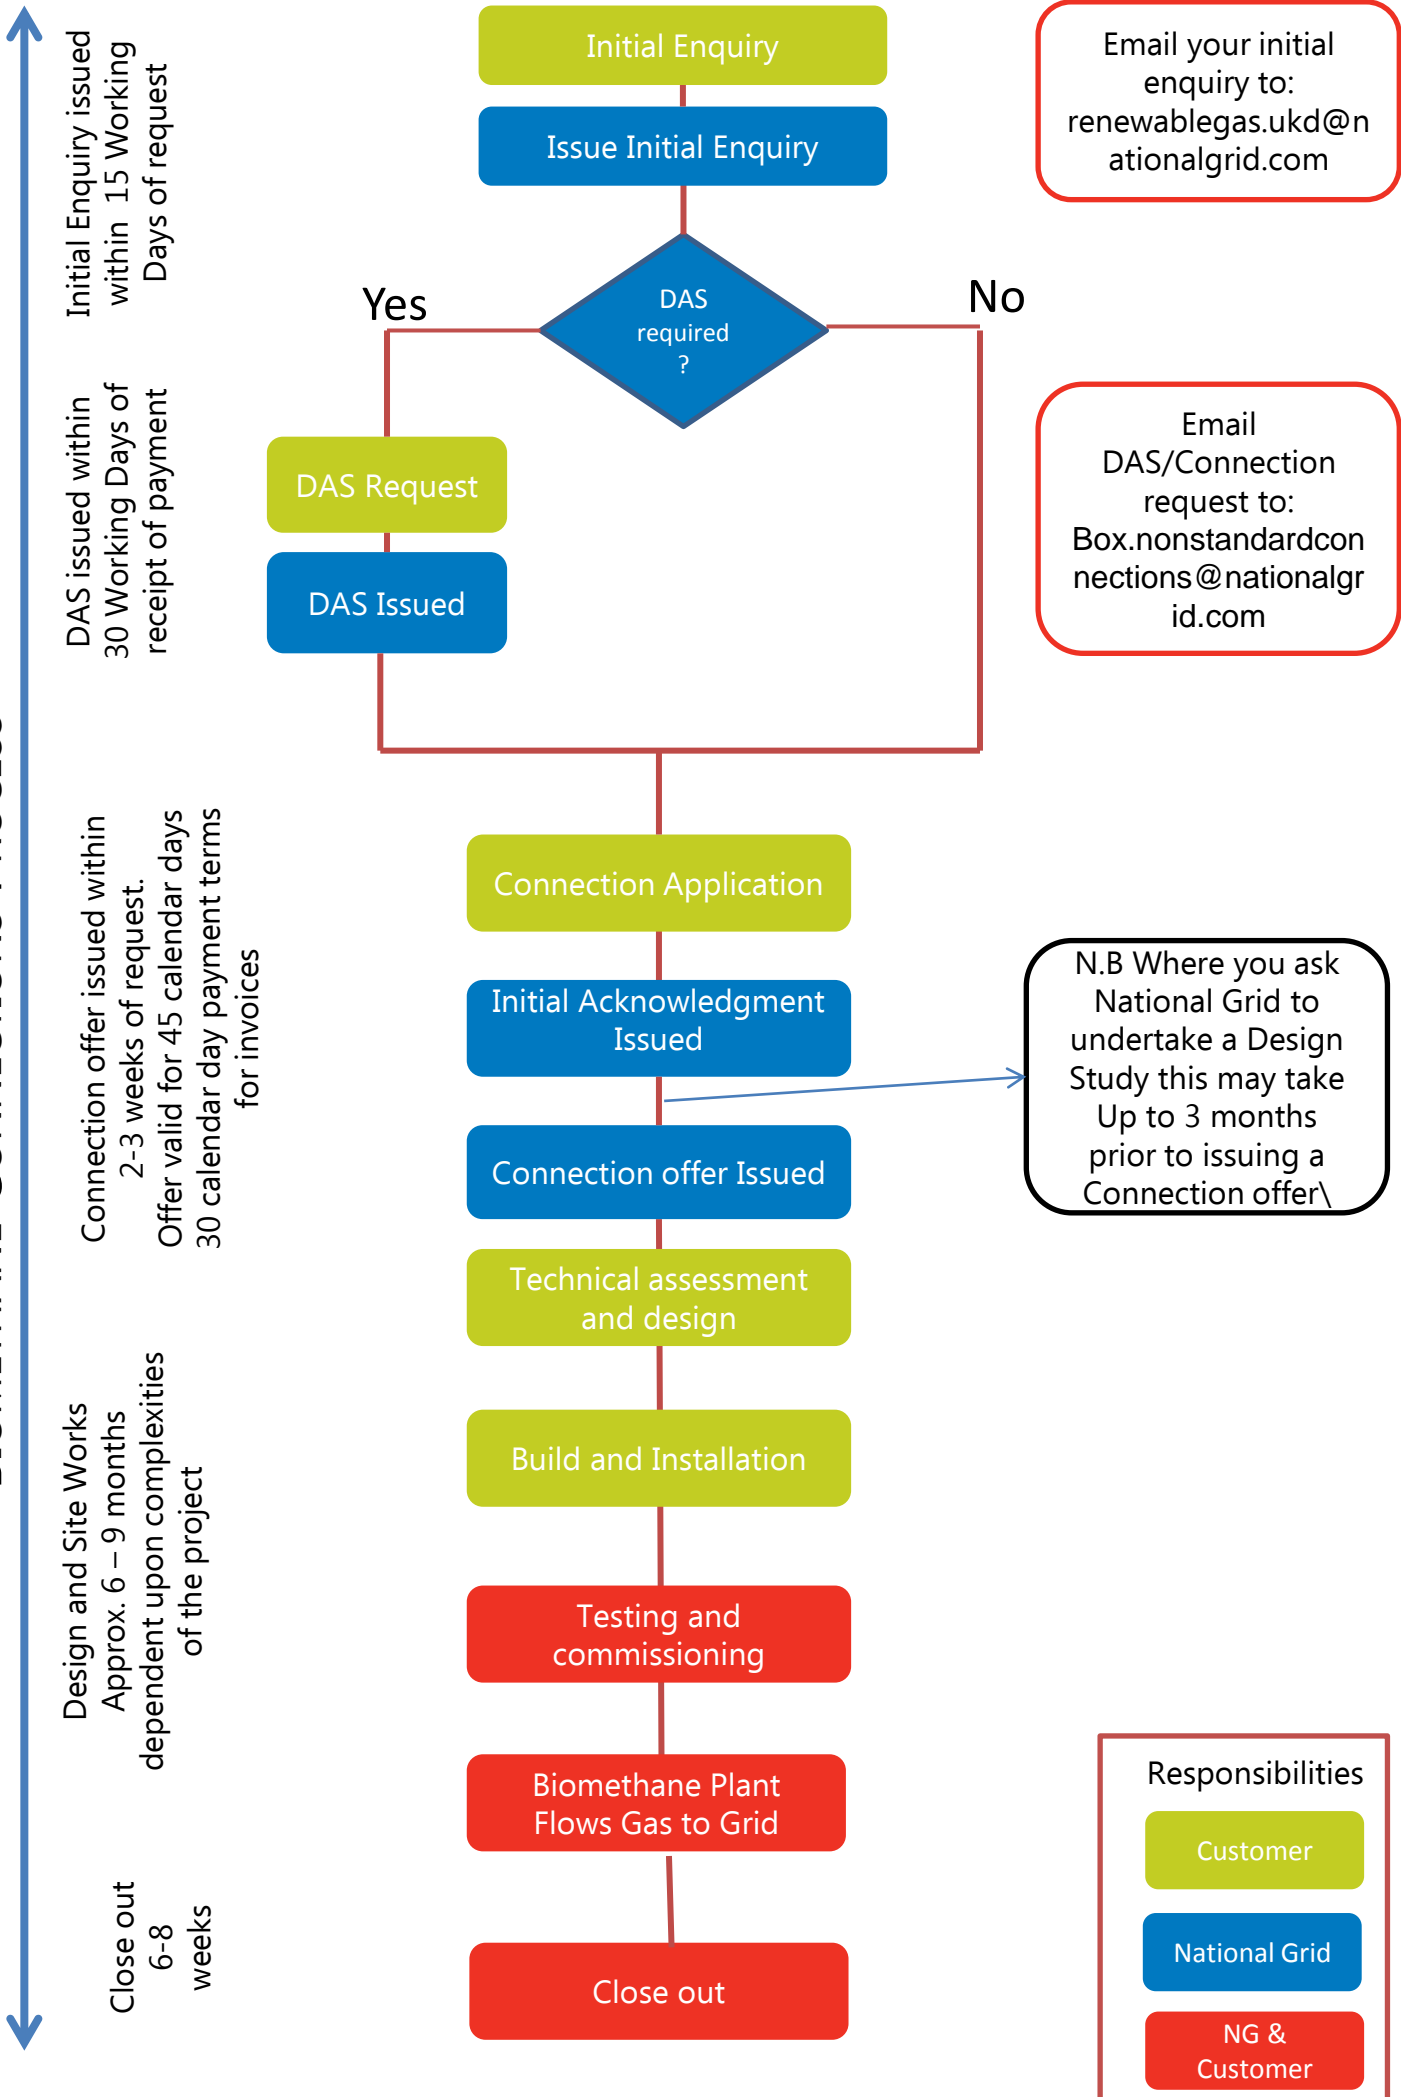 Initial Enquiry
Issue Initial Enquiry
Email your initial
enquiry to:
renewablegas.ukd@n
ationalgrid.com
Initial Enquiry issued
within 15 Working
Days of request
DAS
required
?
Yes
No
DAS Request
DAS Issued
DAS issued within
30 Working Days of
receipt of payment
Email
DAS/Connection
request to:
Box.nonstandardcon
nections@nationalgr
id.com
Connection Application
Initial Acknowledgment
Issued
Connection offer Issued
Connection offer issued within
2-3 weeks of request.
Offer valid for 45 calendar days
30 calendar day payment terms
for invoices
N.B Where you ask
National Grid to
undertake a Design
Study this may take
Up to 3 months
prior to issuing a
Connection offer\
Technical assessment
and design
Build and Installation
Testing and
commissioning
Design and Site Works
Approx. 6 – 9 months
dependent upon complexities
of the project
Biomethane Plant
Flows Gas to Grid
Close out
6-8
weeks
Close out
Responsibilities
Customer
National Grid
NG &
Customer